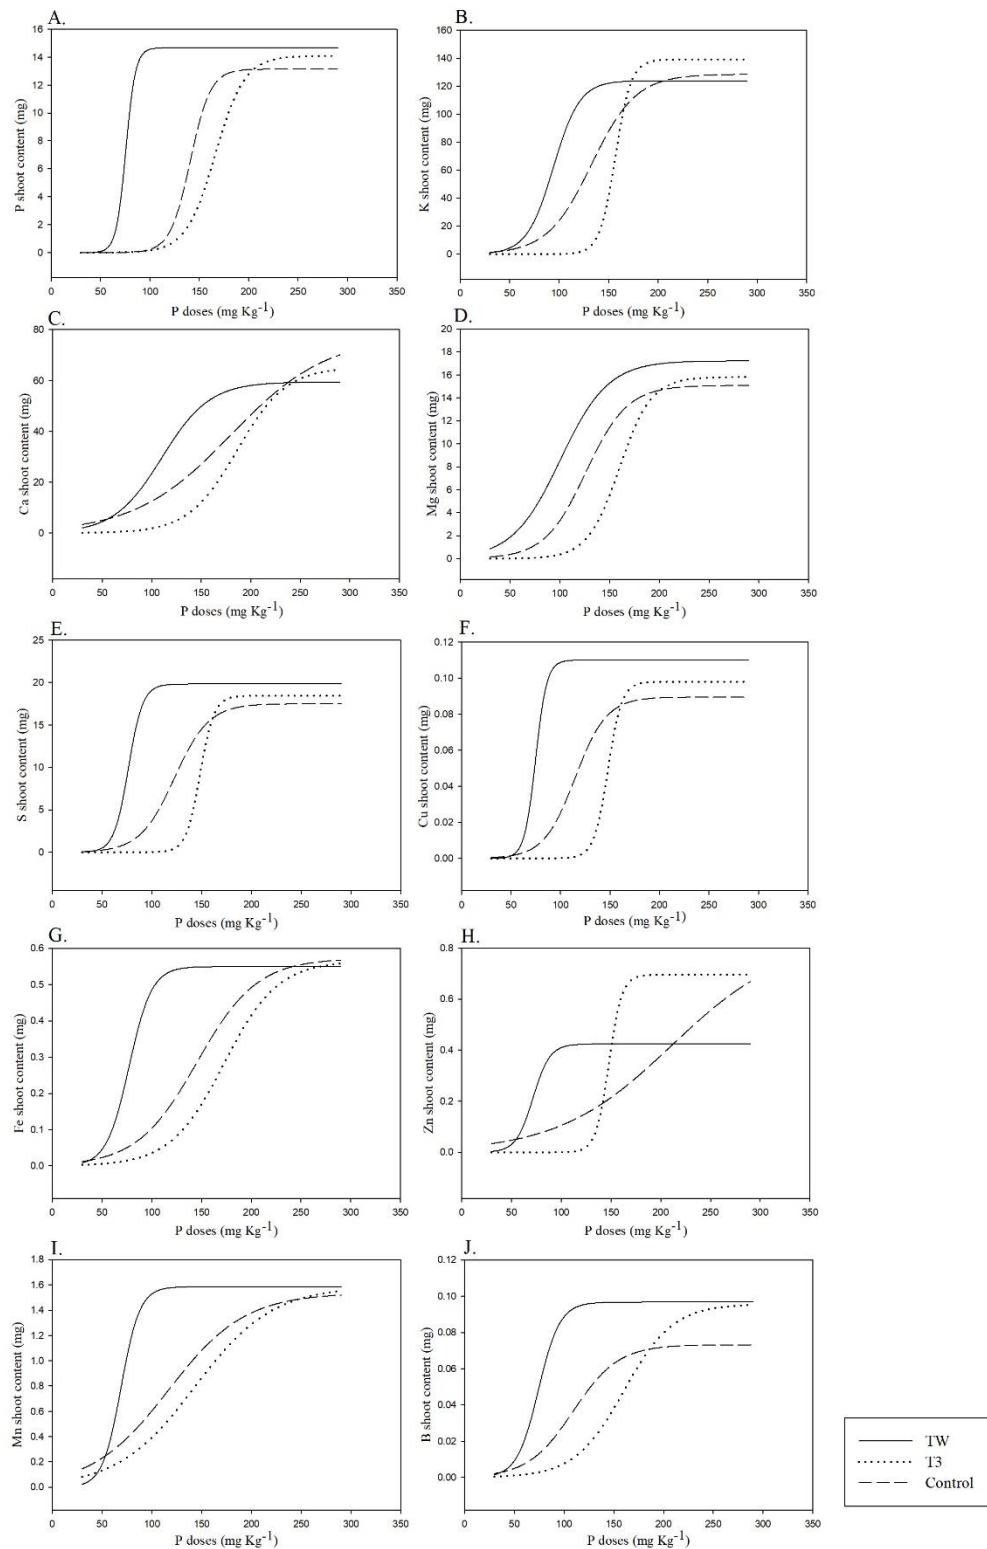 A.
16
14
12
10
8
6
4
2
0
P shoot content (mg)
0 50 100 150 200 250 300 350
P doses (mg Kg-1)
B.
160
140
120
100
80
60
40
20
0
K shoot content (mg)
0 50 100 150 200 250 300 350
P doses (mg Kg-1)
C.
80
60
40
20
0
Ca shoot content (mg)
0 50 100 150 200 250 300 350
P doses (mg Kg-1)
D.
20
18
16
14
12
10
8
6
4
2
0
Mg shoot content (mg)
0 50 100 150 200 250 300 350
P doses (mg Kg-1)
E.
25
20
15
10
5
0
S shoot content (mg)
0 50 100 150 200 250 300 350
P doses (mg Kg-1)
F.
0.12
0.10
0.08
0.06
0.04
0.02
0.00
Cu shoot content (mg)
0 50 100 150 200 250 300 350
P doses (mg Kg-1)
G.
0.6
0.5
0.4
0.3
0.2
0.1
0.0
Fe shoot content (mg)
0 50 100 150 200 250 300 350
P doses (mg Kg-1)
H.
0.8
0.6
0.4
0.2
0.0
Zn shoot content (mg)
0 50 100 150 200 250 300 350
P doses (mg Kg-1)
I.
1.8
1.6
1.4
1.2
1.0
0.8
0.6
0.4
0.2
0.0
Mn shoot content (mg)
0 50 100 150 200 250 300 350
P doses (mg Kg-1)
J.
0.12
0.10
0.08
0.06
0.04
0.02
0.00
B shoot content (mg)
0 50 100 150 200 250 300 350
P doses (mg Kg-1)
TW
T3
Control